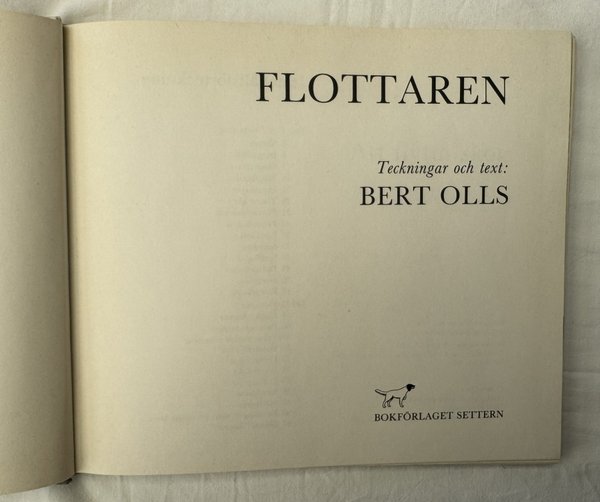 FLOTTAREN
Teckningar och text:
BERT OLLS
BOKFÖRLAGET SETTERN